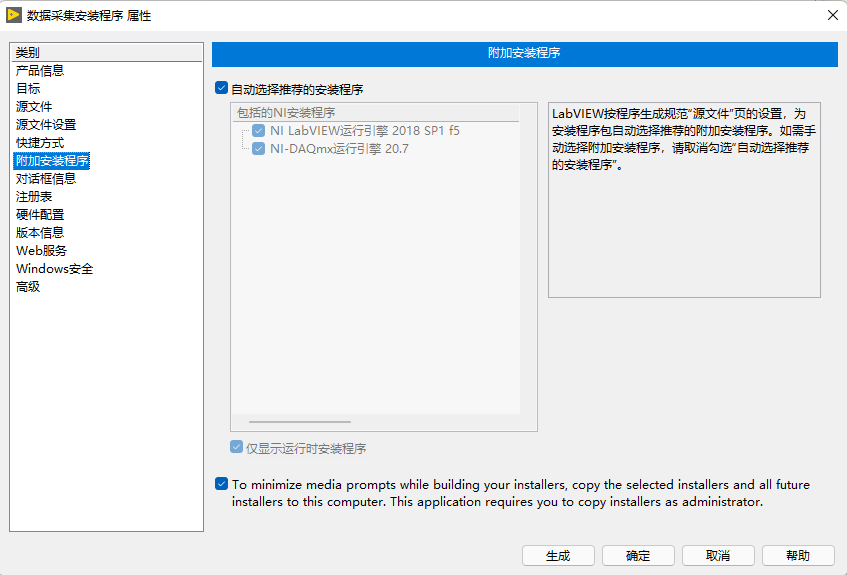 数据采集安装程序 属性
类别
产品信息
目标
源文件
源文件设置
快捷方式
附加安装程序
对话框信息
注册表
硬件配置
版本信息
Web服务
Windows安全
高级
附加安装程序
自动选择推荐的安装程序
包括的NI安装程序
NI LabVIEW运行引擎 2018 SP1 f5
NI-DAQmx运行引擎 20.7
LabVIEW按程序生成规范“源文件”页的设置，为
安装程序包自动选择推荐的附加安装程序。如需手
动选择附加安装程序，请取消勾选“自动选择推荐
的安装程序”。
仅显示运行时安装程序
To minimize media prompts while building your installers, copy the selected installers and all future
installers to this computer. This application requires you to copy installers as administrator.
生成
确定
取消
帮助